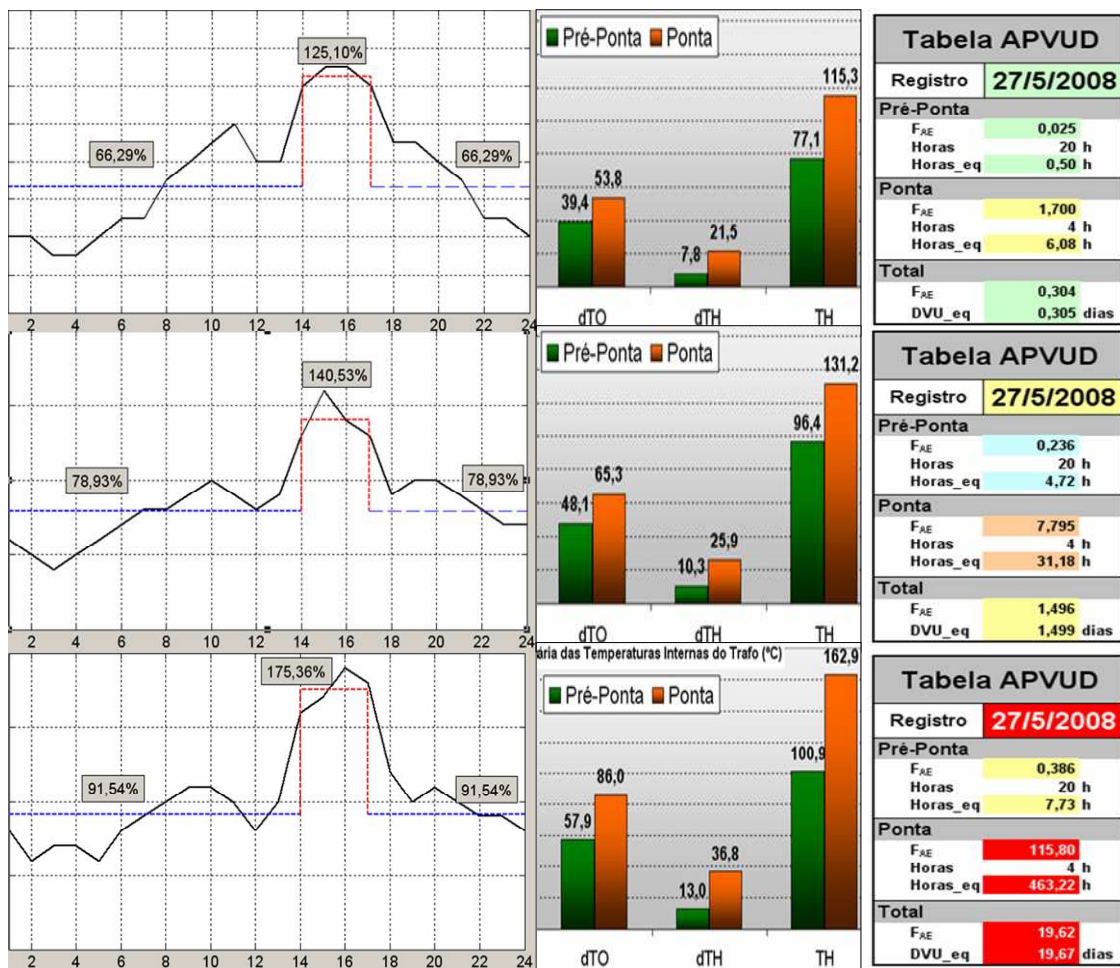 125,10%
66,29%
66,29%
2 4 6 8 10 12 14 16 18 20 22 24
Pré-Ponta Ponta
39,4
53,8
7,8
21,5
77,1
115,3
dTO dTH TH
Tabela APVUD
Registro 27/5/2008
Pré-Ponta
FAE 0,025
Horas 20 h
Horas_eq 0,50 h
Ponta
FAE 1,700
Horas 4 h
Horas_eq 6,08 h
Total
FAE 0,304
DVU_eq 0,305 dias
140,53%
78,93%
78,93%
2 4 6 8 10 12 14 16 18 20 22 24
Pré-Ponta Ponta
48,1
65,3
10,3
25,9
96,4
131,2
dTO dTH TH
Tabela APVUD
Registro 27/5/2008
Pré-Ponta
FAE 0,236
Horas 20 h
Horas_eq 4,72 h
Ponta
FAE 7,795
Horas 4 h
Horas_eq 31,18 h
Total
FAE 1,496
DVU_eq 1,499 dias
175,36%
91,54%
91,54%
2 4 6 8 10 12 14 16 18 20 22 24
ária das Temperaturas Internas do Trafo (ºC)
Pré-Ponta Ponta
57,9
86,0
13,0
36,8
100,9
162,9
dTO dTH TH
Tabela APVUD
Registro 27/5/2008
Pré-Ponta
FAE 0,386
Horas 20 h
Horas_eq 7,73 h
Ponta
FAE 115,80
Horas 4 h
Horas_eq 463,22 h
Total
FAE 19,62
DVU_eq 19,67 dias